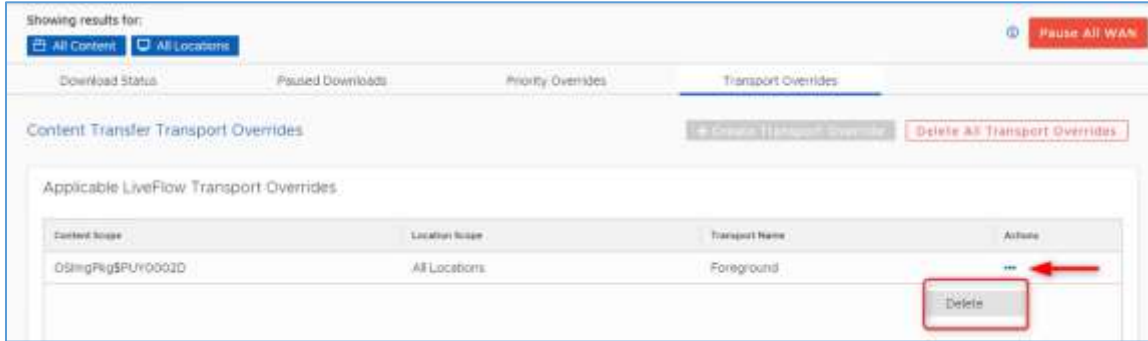 Showing results for:
All Content All Locations
Pause All WAN
Download Status Paused Downloads Priority Overrides Transport Overrides
Content Transfer Transport Overrides
+ Create Transport Override Delete All Transport Overrides
Applicable LiveFlow Transport Overrides
Content Scope Location Scope Transport Name Actions
OSImgPkg$PUY0002D All Locations Foreground
Delete